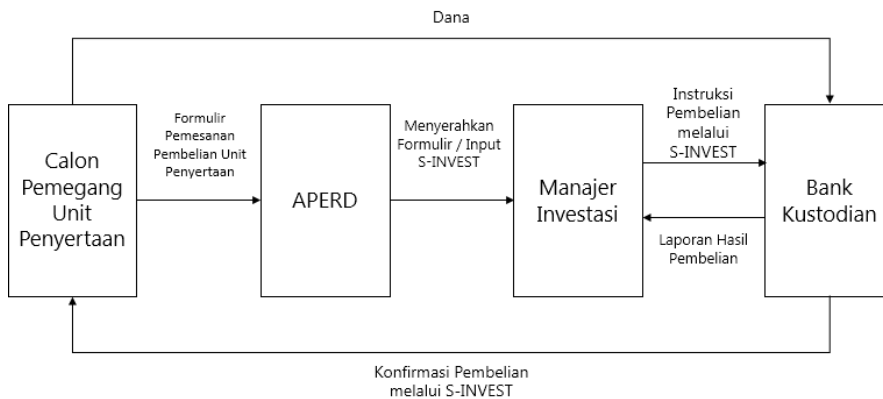 Dana
Calon
Pemegang
Unit
Penyertaan
Formulir
Pemesanan
Pembelian Unit
Penyertaan
APERD
Menyerahkan
Formulir / Input
S-INVEST
Manajer
Investasi
Instruksi
Pembelian
melalui
S-INVEST
Laporan Hasil
Pembelian
Bank
Kustodian
Konfirmasi Pembelian
melalui S-INVEST